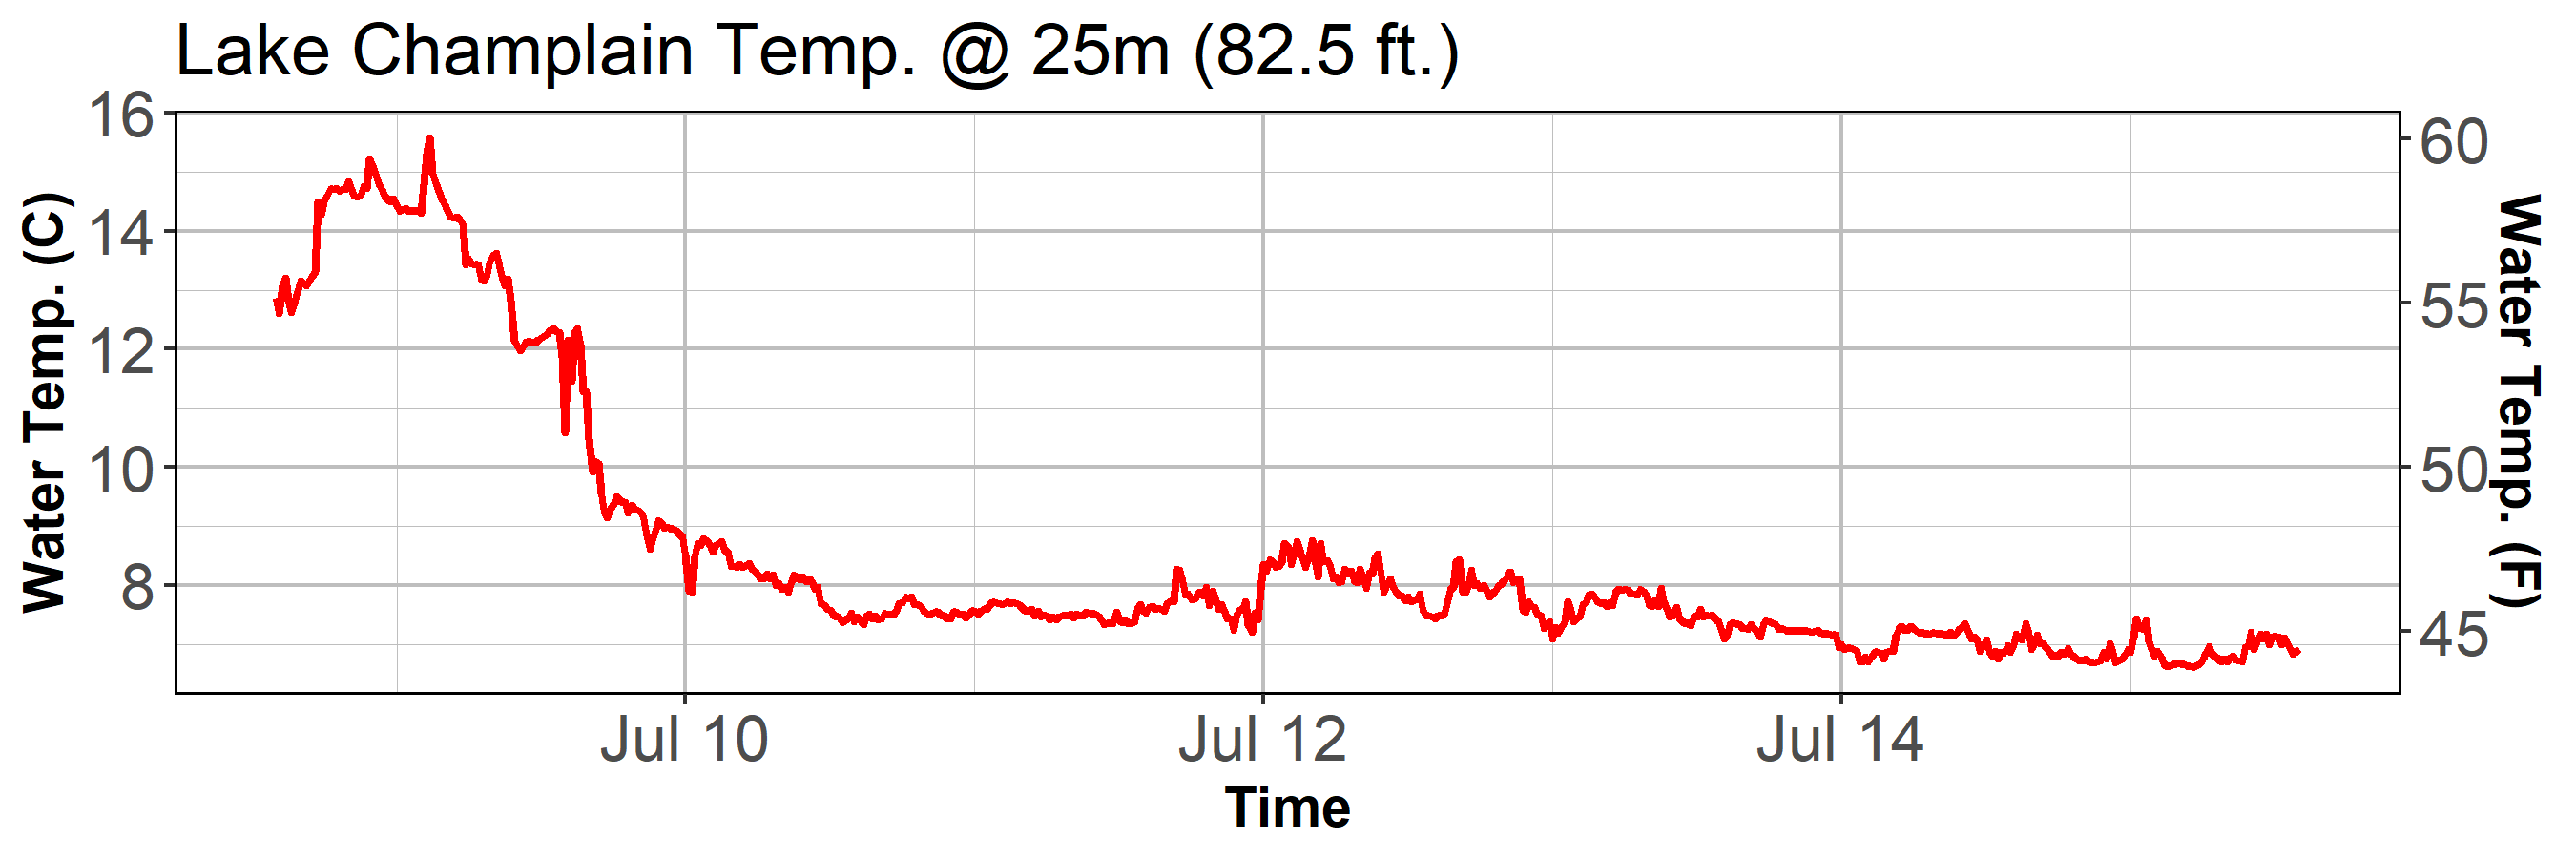 Lake Champlain Temp. @ 25m (82.5 ft.)
Water Temp. (C)
16
14
12
10
8
60
55
50
45
Water Temp. (F)
Jul 10 Jul 12 Jul 14
Time